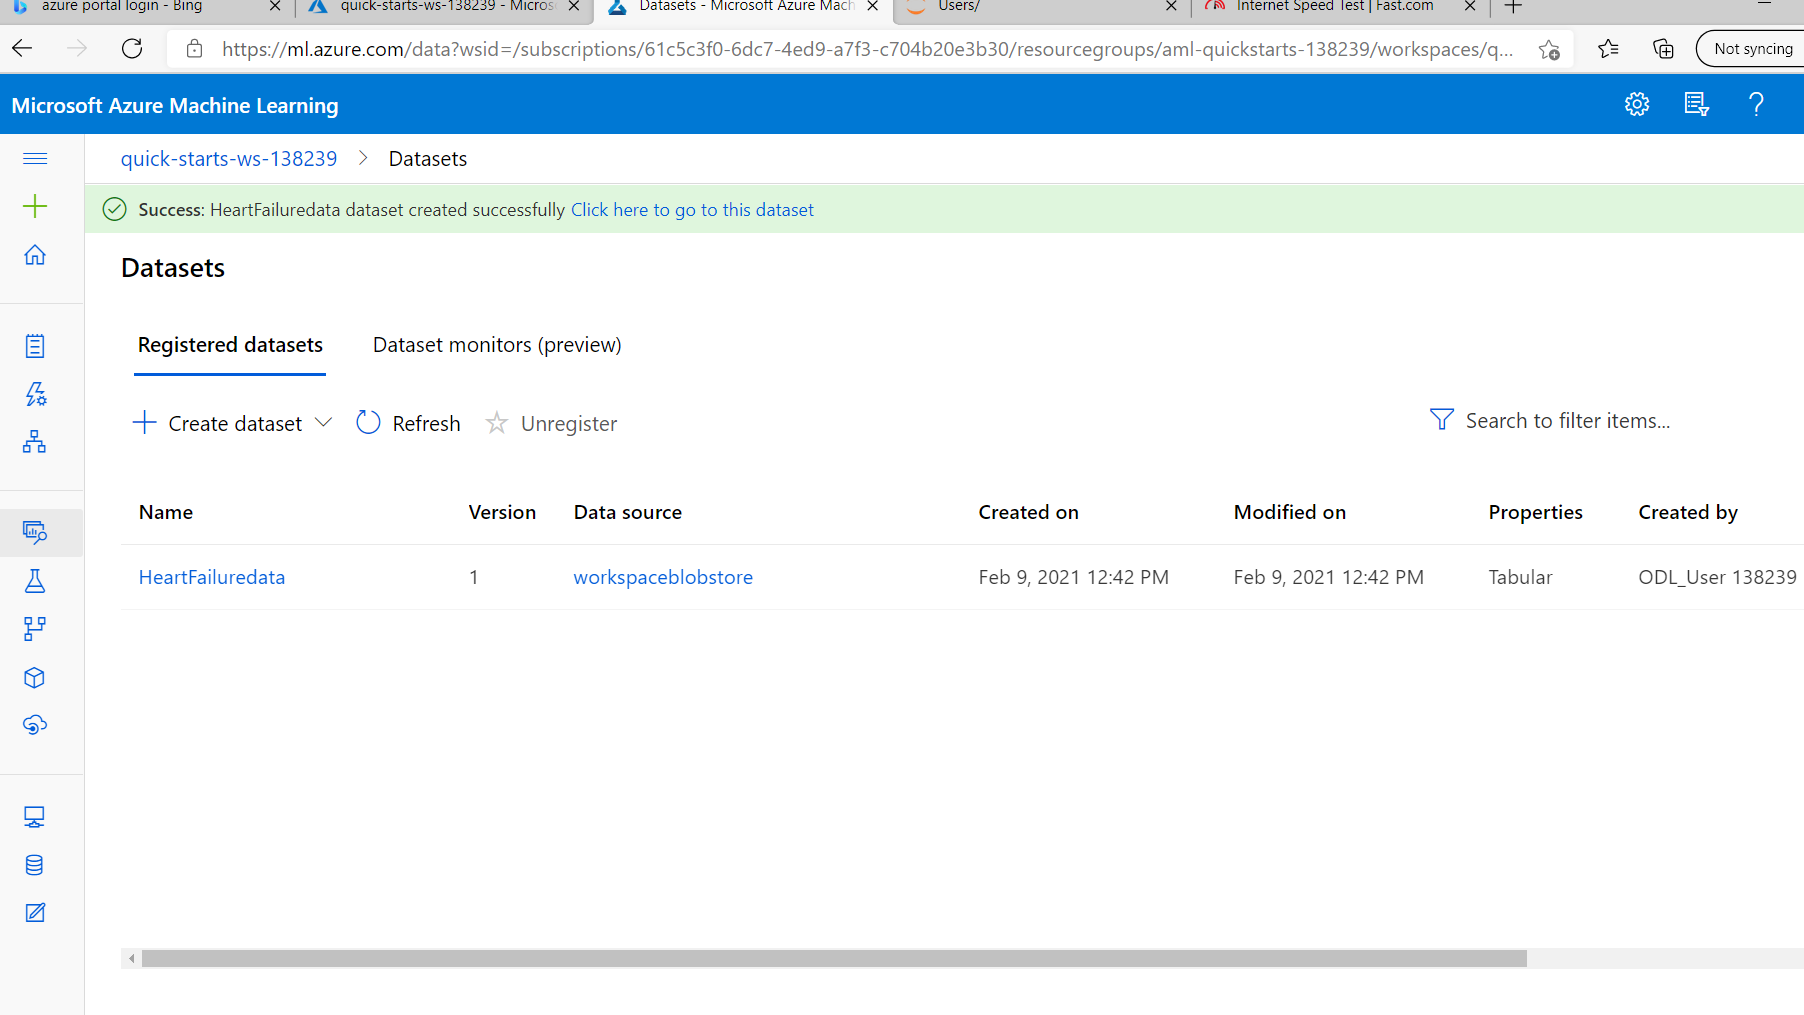 azure portal login - Bing
quick-starts-ws-138239 - Micros
Datasets - Microsoft Azure Mach
Users/
Internet Speed Test | Fast.com
https://ml.azure.com/data?wsid=/subscriptions/61c5c3f0-6dc7-4ed9-a7f3-c704b20e3b30/resourcegroups/aml-quickstarts-138239/workspaces/q...
Not syncing
Microsoft Azure Machine Learning
quick-starts-ws-138239 > Datasets
Success: HeartFailuredata dataset created successfully Click here to go to this dataset
Datasets
Registered datasets Dataset monitors (preview)
Create dataset Refresh Unregister Search to filter items...
Name Version Data source Created on Modified on Properties Created by
HeartFailuredata 1 workspaceblobstore Feb 9, 2021 12:42 PM Feb 9, 2021 12:42 PM Tabular ODL_User 138239